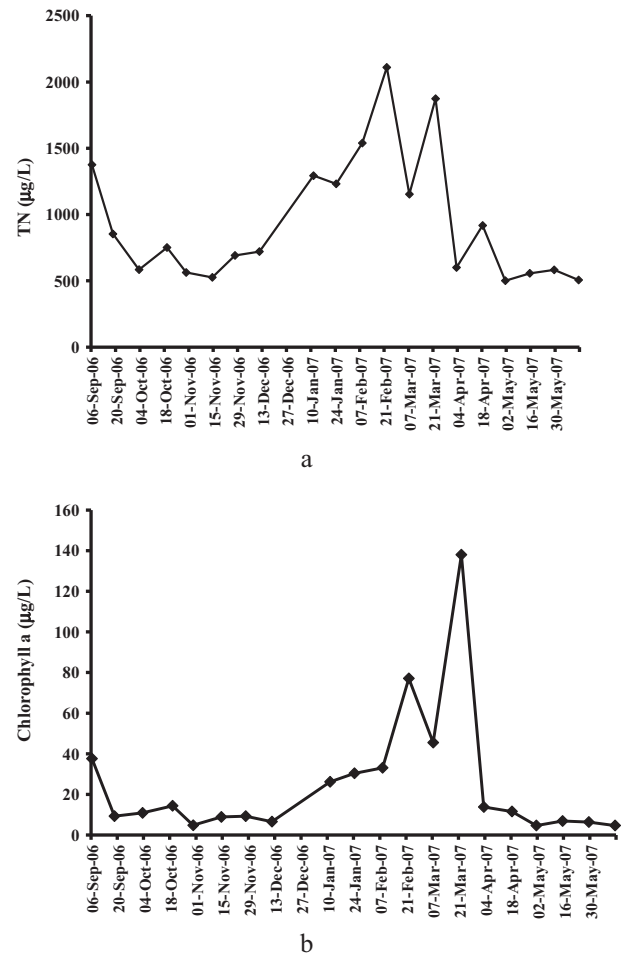 2500
2000
1500
1000
500
0
TN (µg/L)
06-Sep-06
20-Sep-06
04-Oct-06
18-Oct-06
01-Nov-06
15-Nov-06
29-Nov-06
13-Dec-06
27-Dec-06
10-Jan-07
24-Jan-07
07-Feb-07
21-Feb-07
07-Mar-07
21-Mar-07
04-Apr-07
18-Apr-07
02-May-07
16-May-07
30-May-07
a
160
140
120
100
80
60
40
20
0
Chlorophyll a (µg/L)
06-Sep-06
20-Sep-06
04-Oct-06
18-Oct-06
01-Nov-06
15-Nov-06
29-Nov-06
13-Dec-06
27-Dec-06
10-Jan-07
24-Jan-07
07-Feb-07
21-Feb-07
07-Mar-07
21-Mar-07
04-Apr-07
18-Apr-07
02-May-07
16-May-07
30-May-07
b